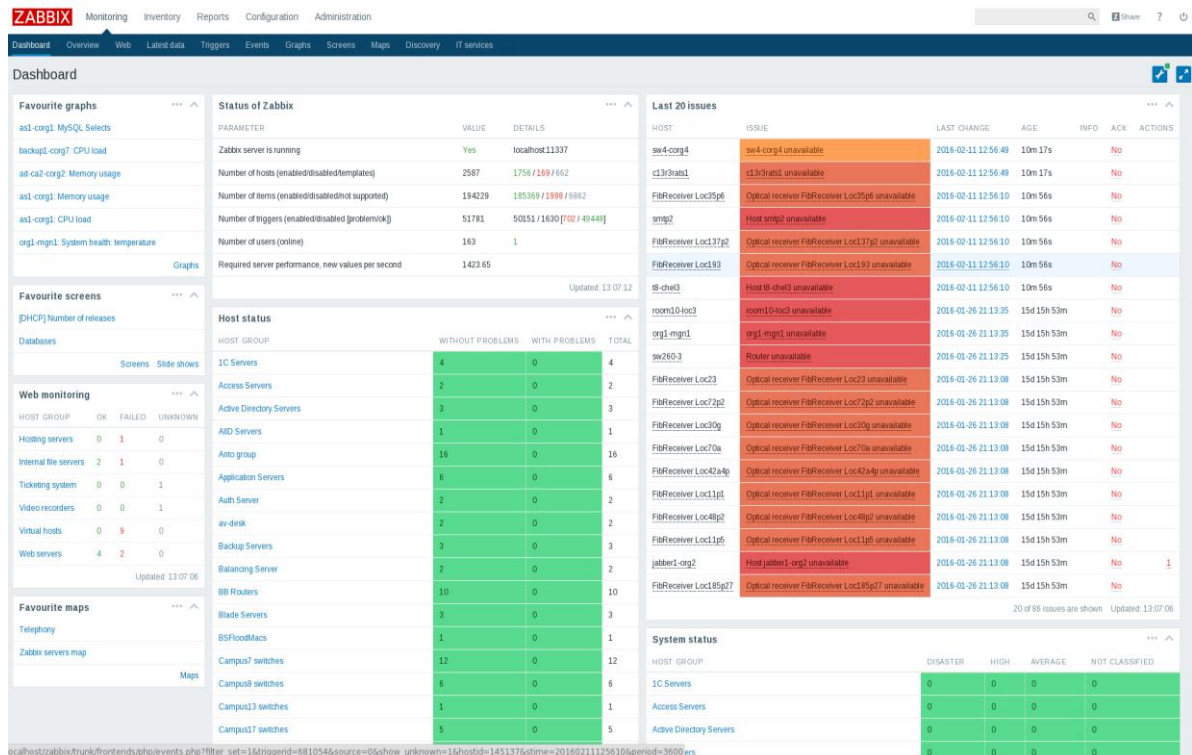 ZABBIX Monitoring Inventory Reports Configuration Administration Share ?
Dashboard Overview Web Latest data Triggers Events Graphs Screens Maps Discovery IT services
Dashboard
Favourite graphs
as1-corg1: MySQL Selects
backup1-corg7: CPU load
ad-ca2-corg2: Memory usage
as1-corg1: Memory usage
as1-corg1: CPU load
org1-mgn1: System health: temperature
Graphs
Favourite screens
[DHCP] Number of releases
Databases
Screens Slide shows
Web monitoring
HOST GROUP OK FAILED UNKNOWN
Hosting servers 0 1 0
Internal file servers 2 1 0
Ticketing system 0 0 1
Video recorders 0 0 1
Virtual hosts 0 9 0
Web servers 4 2 0
Updated: 13:07:06
Favourite maps
Telephony
Zabbix servers map
Maps
Status of Zabbix
PARAMETER VALUE DETAILS
Zabbix server is running Yes localhost:11337
Number of hosts (enabled/disabled/templates) 2587 1756 / 169 / 662
Number of items (enabled/disabled/not supported) 194229 185369 / 1998 / 6862
Number of triggers (enabled/disabled [problem/ok]) 51781 50151 / 1630 [702 / 49449]
Number of users (online) 163 1
Required server performance, new values per second 1423.65
Updated: 13:07:12
Host status
HOST GROUP WITHOUT PROBLEMS WITH PROBLEMS TOTAL
1C Servers 4 0 4
Access Servers 2 0 2
Active Directory Servers 3 0 3
AIID Servers 1 0 1
Anto group 16 0 16
Application Servers 6 0 6
Auth Server 2 0 2
av-desk 2 0 2
Backup Servers 3 0 3
Balancing Server 2 0 2
BB Routers 10 0 10
Blade Servers 3 0 3
BSFloodMacs 1 0 1
Campus7 switches 12 0 12
Campus8 switches 6 0 6
Campus13 switches 1 0 1
Campus17 switches 5 0 5
Last 20 issues
HOST ISSUE LAST CHANGE AGE INFO ACK ACTIONS
sw4-corg4 sw4-corg4 unavailable 2016-02-11 12:56:49 10m 17s No
c13r3rats1 c13r3rats1 unavailable 2016-02-11 12:56:49 10m 17s No
FibReceiver Loc35p6 Optical receiver FibReceiver Loc35p6 unavailable 2016-02-11 12:56:10 10m 56s No
smtp2 Host smtp2 unavailable 2016-02-11 12:56:10 10m 56s No
FibReceiver Loc137p2 Optical receiver FibReceiver Loc137p2 unavailable 2016-02-11 12:56:10 10m 56s No
FibReceiver Loc193 Optical receiver FibReceiver Loc193 unavailable 2016-02-11 12:56:10 10m 56s No
t8-chel3 Host t8-chel3 unavailable 2016-02-11 12:56:10 10m 56s No
room10-loc3 room10-loc3 unavailable 2016-01-26 21:13:35 15d 15h 53m No
org1-mgn1 org1-mgn1 unavailable 2016-01-26 21:13:35 15d 15h 53m No
sw260-3 Router unavailable 2016-01-26 21:13:25 15d 15h 53m No
FibReceiver Loc23 Optical receiver FibReceiver Loc23 unavailable 2016-01-26 21:13:08 15d 15h 53m No
FibReceiver Loc72p2 Optical receiver FibReceiver Loc72p2 unavailable 2016-01-26 21:13:08 15d 15h 53m No
FibReceiver Loc30g Optical receiver FibReceiver Loc30g unavailable 2016-01-26 21:13:08 15d 15h 53m No
FibReceiver Loc70a Optical receiver FibReceiver Loc70a unavailable 2016-01-26 21:13:08 15d 15h 53m No
FibReceiver Loc42a4p Optical receiver FibReceiver Loc42a4p unavailable 2016-01-26 21:13:08 15d 15h 53m No
FibReceiver Loc11p1 Optical receiver FibReceiver Loc11p1 unavailable 2016-01-26 21:13:08 15d 15h 53m No
FibReceiver Loc48p2 Optical receiver FibReceiver Loc48p2 unavailable 2016-01-26 21:13:08 15d 15h 53m No
FibReceiver Loc11p5 Optical receiver FibReceiver Loc11p5 unavailable 2016-01-26 21:13:08 15d 15h 53m No
jabber1-org2 Host jabber1-org2 unavailable 2016-01-26 21:13:08 15d 15h 53m No 1
FibReceiver Loc185p27 Optical receiver FibReceiver Loc185p27 unavailable 2016-01-26 21:13:08 15d 15h 53m No
20 of 86 issues are shown Updated: 13:07:06
System status
HOST GROUP DISASTER HIGH AVERAGE NOT CLASSIFIED
1C Servers 0 0 0 0
Access Servers 0 0 0 0
Active Directory Servers 0 0 0 0
0 0 0 0
ocalhost/zabbix/trunk/frontends/php/events.php?filter_set=1&triggerid=681054&source=0&show_unknown=1&hostid=145137&stime=20160211125610&period=3600